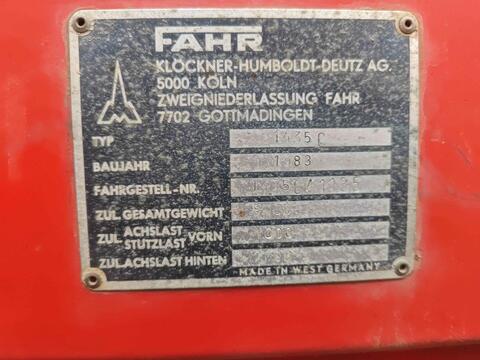 FAHR
KLÖCKNER-HUMBOLDT-DEUTZ AG.
5000 KÖLN
ZWEIGNIEDERLASSUNG FAHR
7702 GOTTMADINGEN
TYP
BAUJAHR 1983
FAHRGESTELL-NR.
ZUL. GESAMTGEWICHT
ZUL. ACHSLAST VORN
STÜTZLAST
ZUL. ACHSLAST HINTEN
MADE IN WEST GERMANY